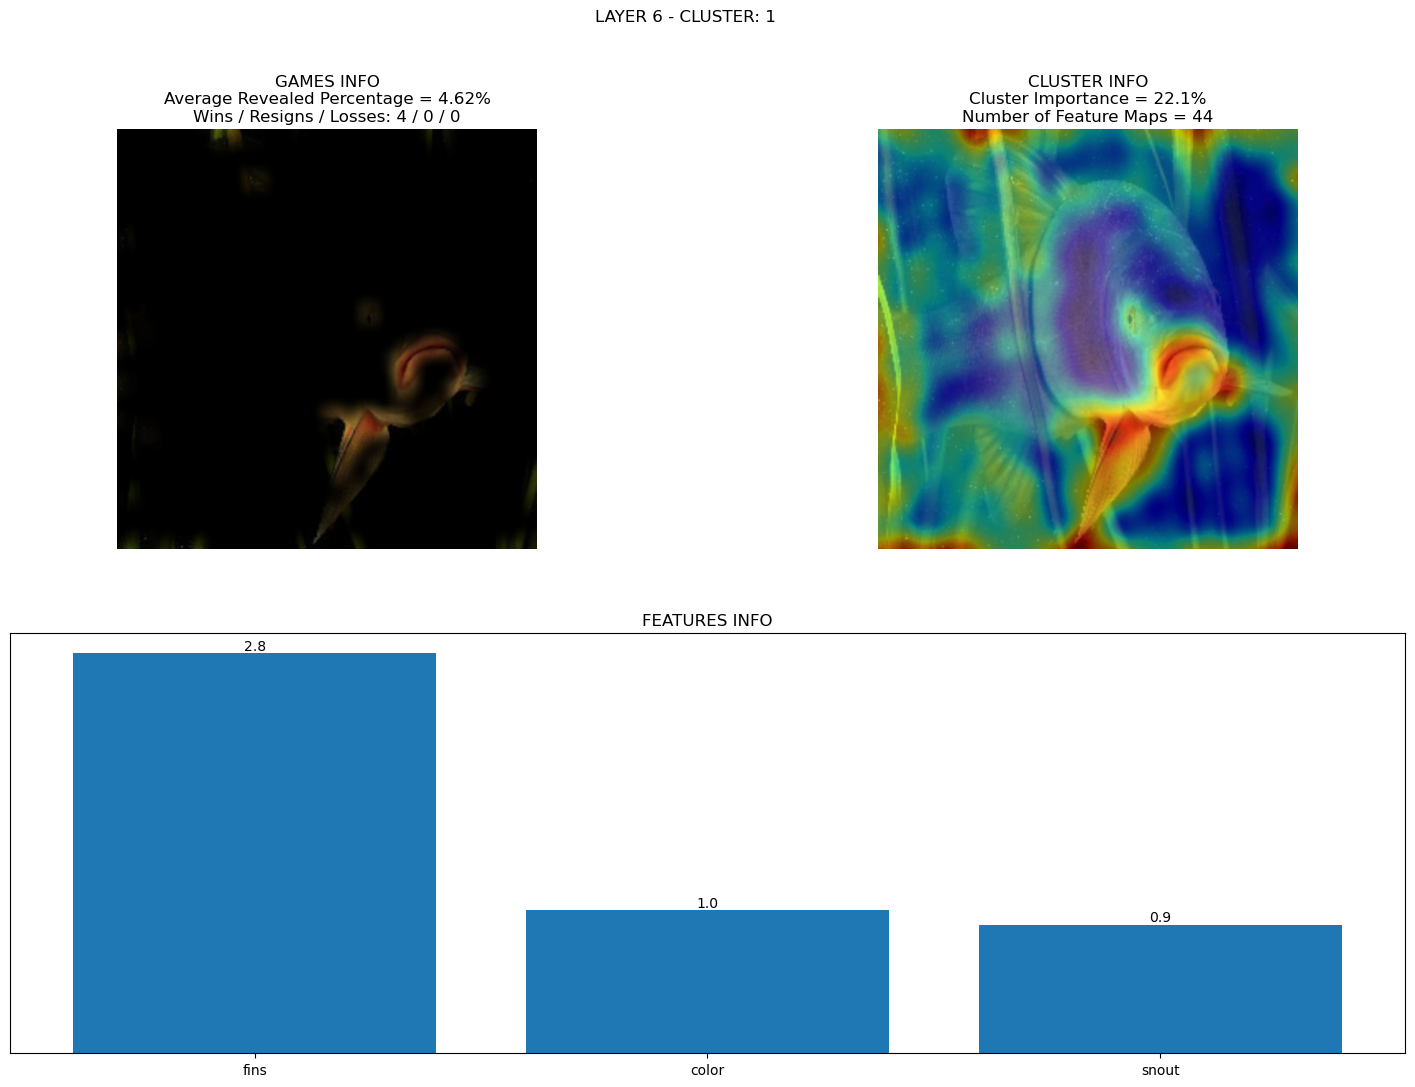 LAYER 6 - CLUSTER: 1
GAMES INFO
Average Revealed Percentage = 4.62%
Wins / Resigns / Losses: 4 / 0 / 0
CLUSTER INFO
Cluster Importance = 22.1%
Number of Feature Maps = 44
FEATURES INFO
2.8
1.0
0.9
fins
color
snout